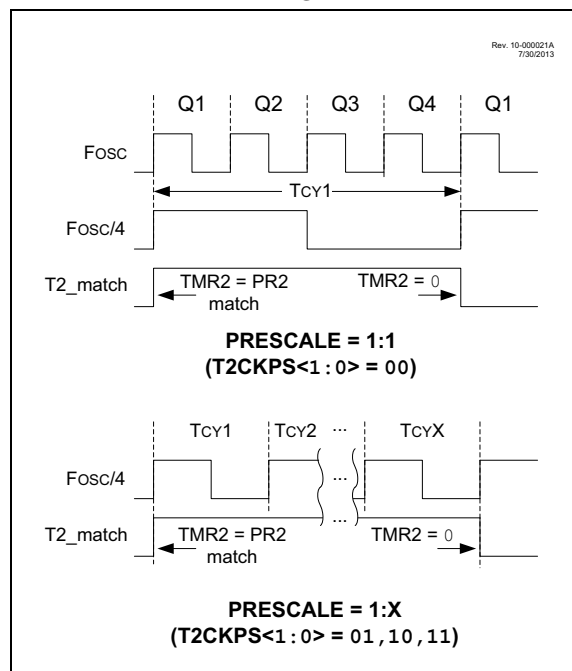 Rev. 10-000021A
7/30/2013
Q1 Q2 Q3 Q4 Q1
FOSC
TCY1
FOSC/4
T2_match
TMR2 = PR2
match
TMR2 = 0
PRESCALE = 1:1
(T2CKPS<1:0> = 00)
TCY1 TCY2 ... TCYX
FOSC/4
...
T2_match
...
TMR2 = PR2
match
TMR2 = 0
PRESCALE = 1:X
(T2CKPS<1:0> = 01,10,11)